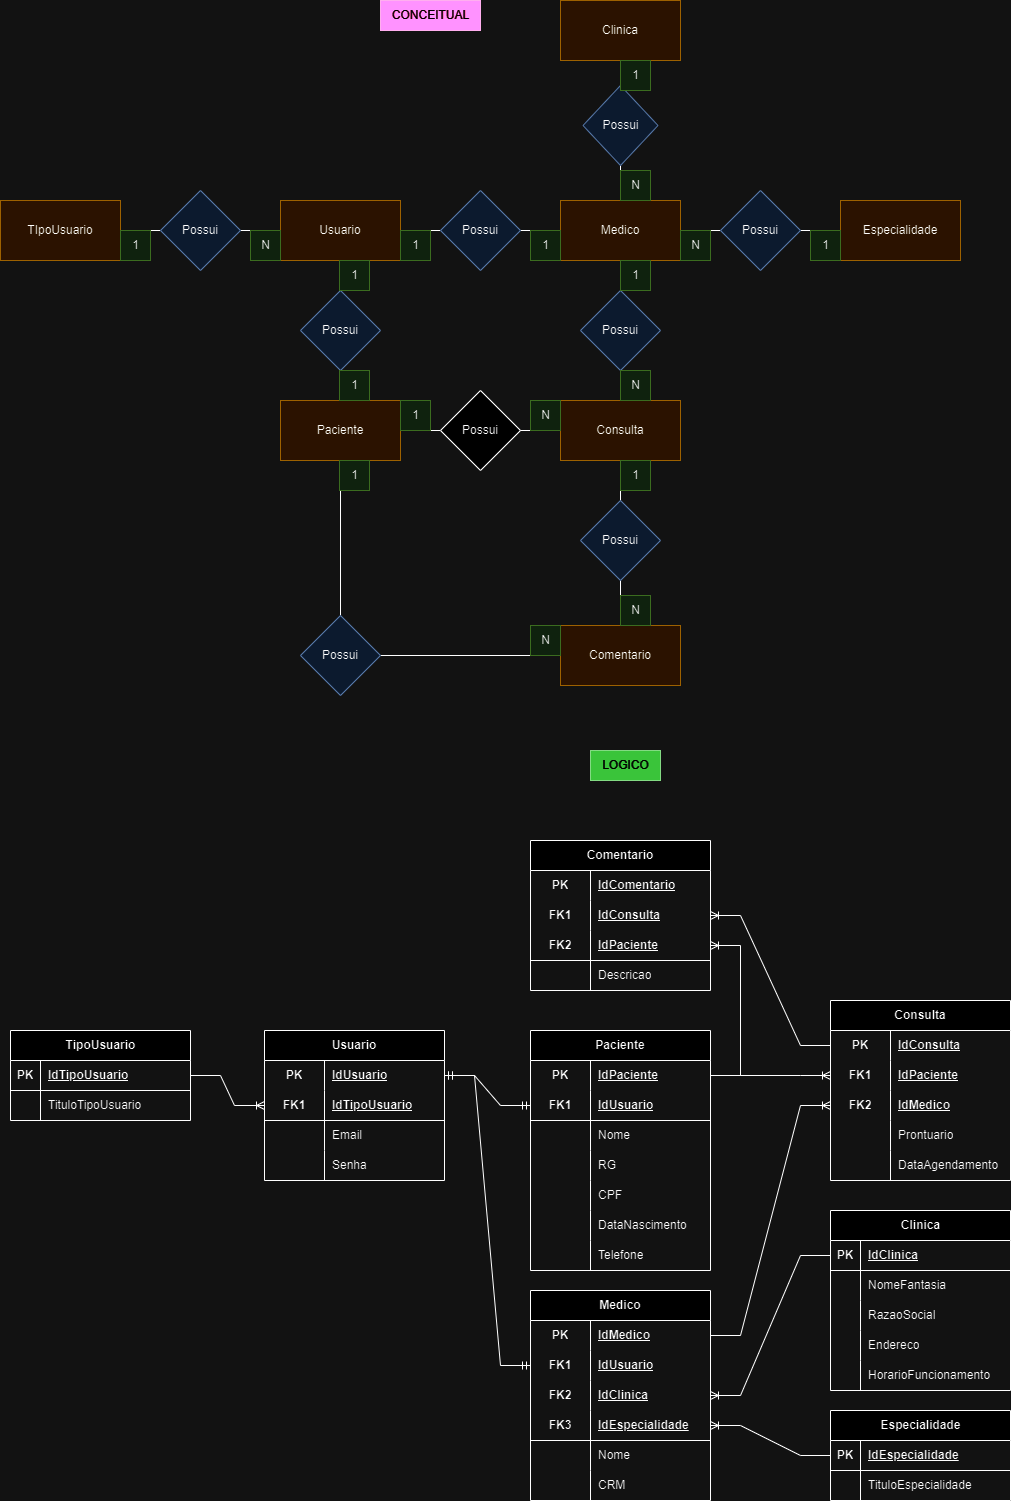 CONCEITUAL
Clinica
1
Possui
N
TIpoUsuario
1
Possui
N
Usuario
1
Possui
1
Medico
N
Possui
1
Especialidade
1
Possui
1
1
Possui
N
Paciente
1
Possui
N
Consulta
1
1
Possui
N
Possui
N
Comentario
LOGICO
Comentario
PK IdComentario
FK1 IdConsulta
FK2 IdPaciente
Descricao
TipoUsuario
PK IdTipoUsuario
TituloTipoUsuario
Usuario
PK IdUsuario
FK1 IdTipoUsuario
Email
Senha
Paciente
PK IdPaciente
FK1 IdUsuario
Nome
RG
CPF
DataNascimento
Telefone
Consulta
PK IdConsulta
FK1 IdPaciente
FK2 IdMedico
Prontuario
DataAgendamento
Medico
PK IdMedico
FK1 IdUsuario
FK2 IdClinica
FK3 IdEspecialidade
Nome
CRM
Clinica
PK IdClinica
NomeFantasia
RazaoSocial
Endereco
HorarioFuncionamento
Especialidade
PK IdEspecialidade
TituloEspecialidade